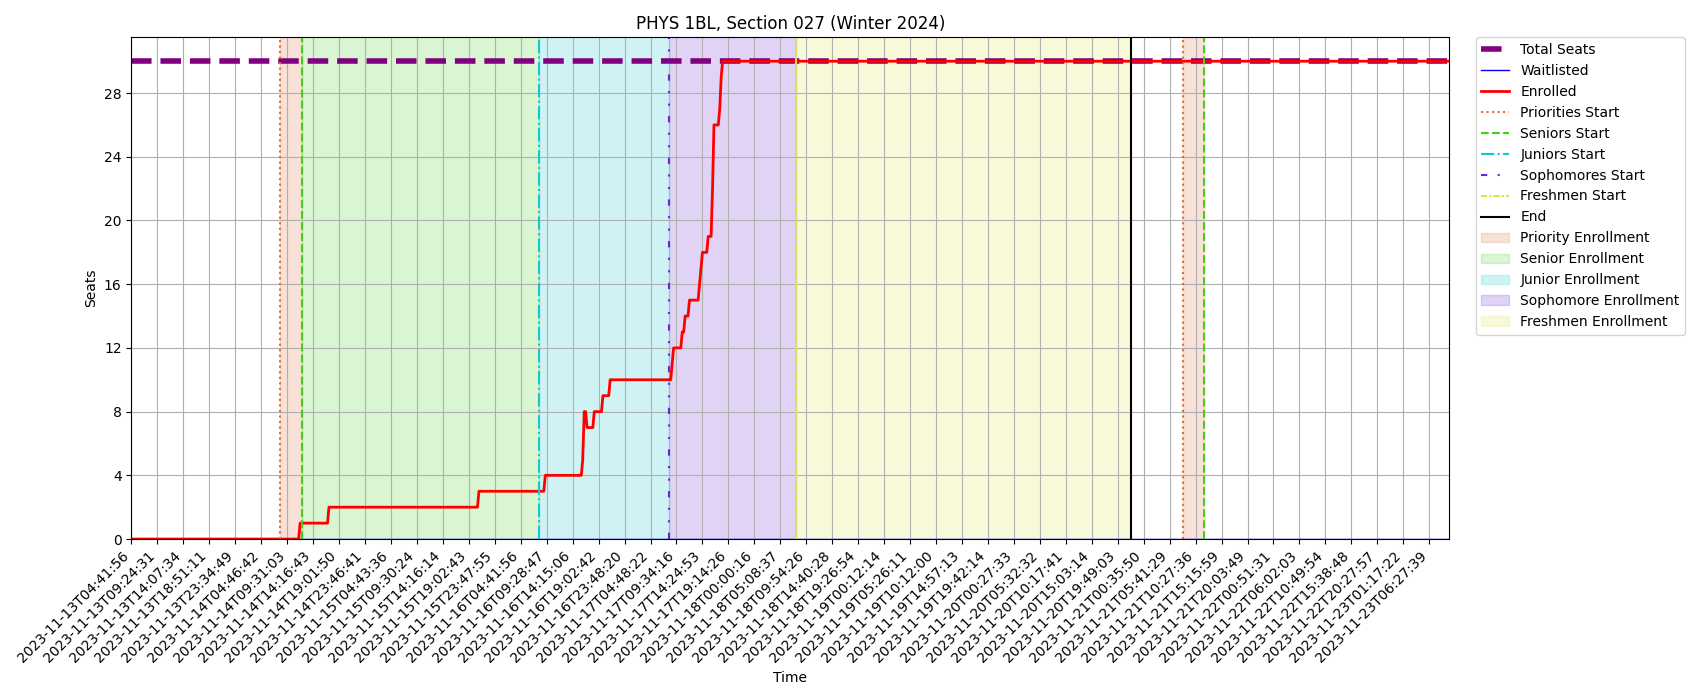 PHYS 1BL, Section 027 (Winter 2024)
Total Seats
Waitlisted
Enrolled
Priorities Start
Seniors Start
Juniors Start
Sophomores Start
Freshmen Start
End
Priority Enrollment
Senior Enrollment
Junior Enrollment
Sophomore Enrollment
Freshmen Enrollment
Seats
28
24
20
16
12
8
4
0
2023-11-13T04:41:56
2023-11-13T09:24:31
2023-11-13T14:07:34
2023-11-13T18:51:11
2023-11-13T23:34:49
2023-11-14T04:46:42
2023-11-14T09:31:03
2023-11-14T14:16:43
2023-11-14T19:01:50
2023-11-14T23:46:41
2023-11-15T04:43:36
2023-11-15T09:30:24
2023-11-15T14:16:14
2023-11-15T19:02:43
2023-11-15T23:47:55
2023-11-16T04:41:56
2023-11-16T09:28:47
2023-11-16T14:15:06
2023-11-16T19:02:42
2023-11-16T23:48:20
2023-11-17T04:48:22
2023-11-17T09:34:16
2023-11-17T14:24:53
2023-11-17T19:14:26
2023-11-18T00:00:16
2023-11-18T05:08:37
2023-11-18T09:54:26
2023-11-18T14:40:28
2023-11-18T19:26:54
2023-11-19T00:12:14
2023-11-19T05:26:11
2023-11-19T10:12:00
2023-11-19T14:57:13
2023-11-19T19:42:14
2023-11-20T00:27:33
2023-11-20T05:32:32
2023-11-20T10:17:41
2023-11-20T15:03:14
2023-11-20T19:49:03
2023-11-21T00:35:50
2023-11-21T05:41:29
2023-11-21T10:27:36
2023-11-21T15:15:59
2023-11-21T20:03:49
2023-11-22T00:51:31
2023-11-22T06:02:03
2023-11-22T10:49:54
2023-11-22T15:38:48
2023-11-22T20:27:57
2023-11-23T01:17:22
2023-11-23T06:27:39
Time